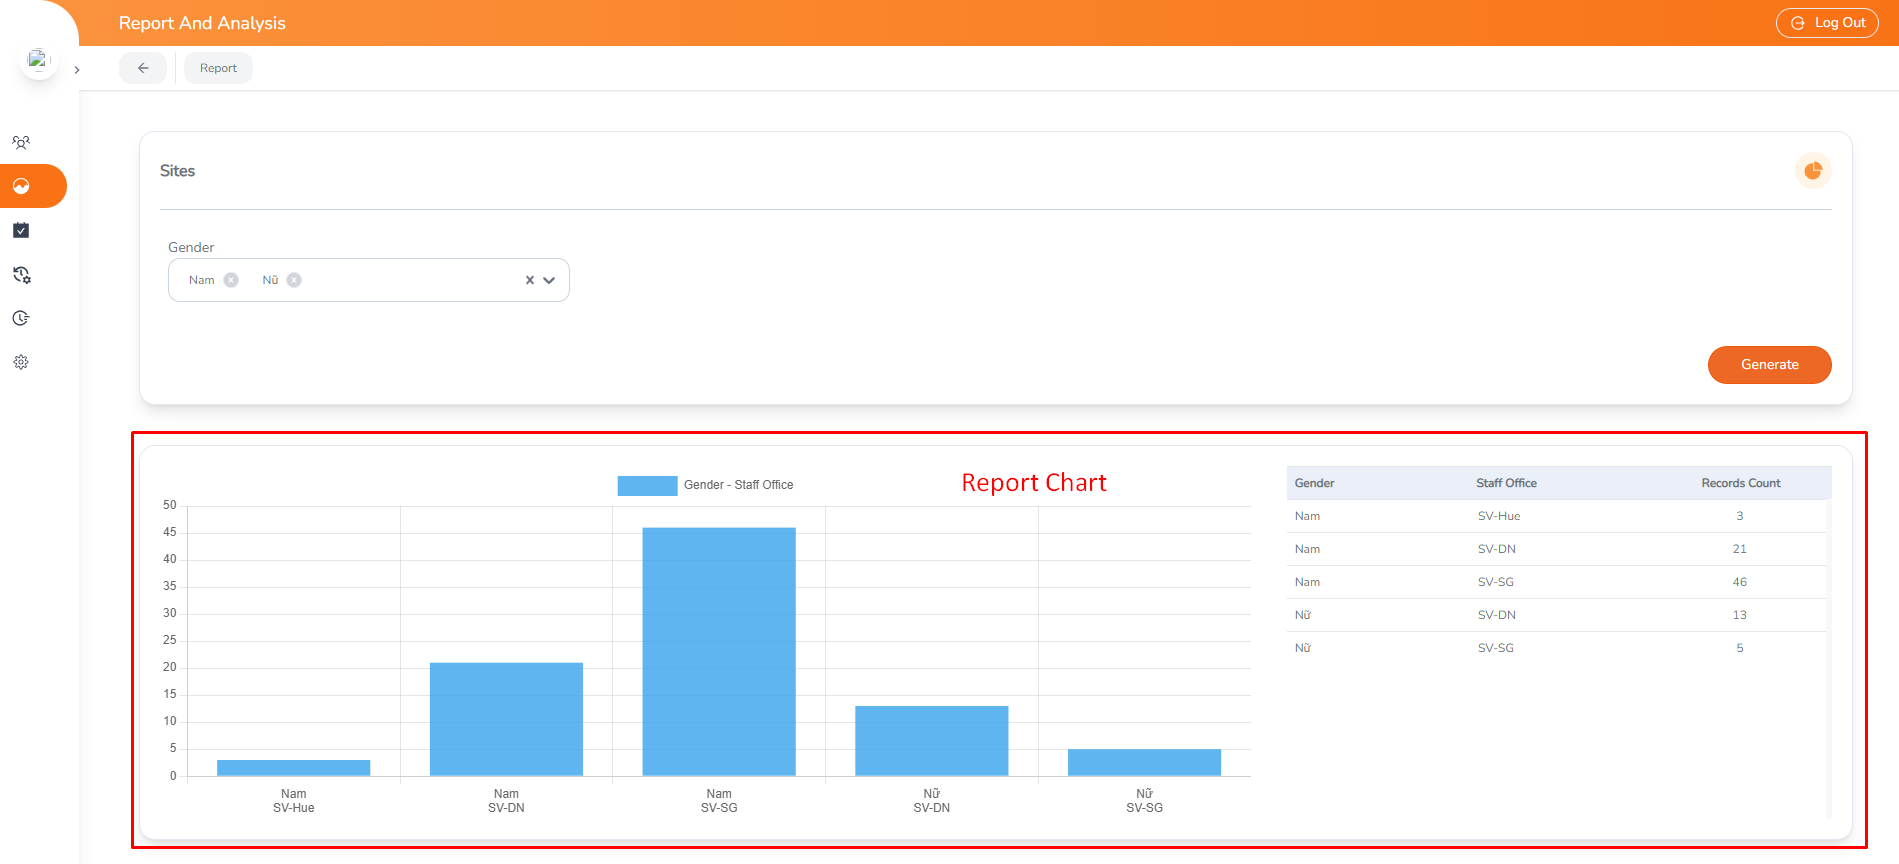 Report And Analysis
Log Out
Report
Sites
Gender
Nam Nữ
Generate
Gender - Staff Office
Report Chart
50
45
40
35
30
25
20
15
10
5
0
Nam
SV-Hue
Nam
SV-DN
Nam
SV-SG
Nữ
SV-DN
Nữ
SV-SG
Gender Staff Office Records Count
Nam SV-Hue 3
Nam SV-DN 21
Nam SV-SG 46
Nữ SV-DN 13
Nữ SV-SG 5